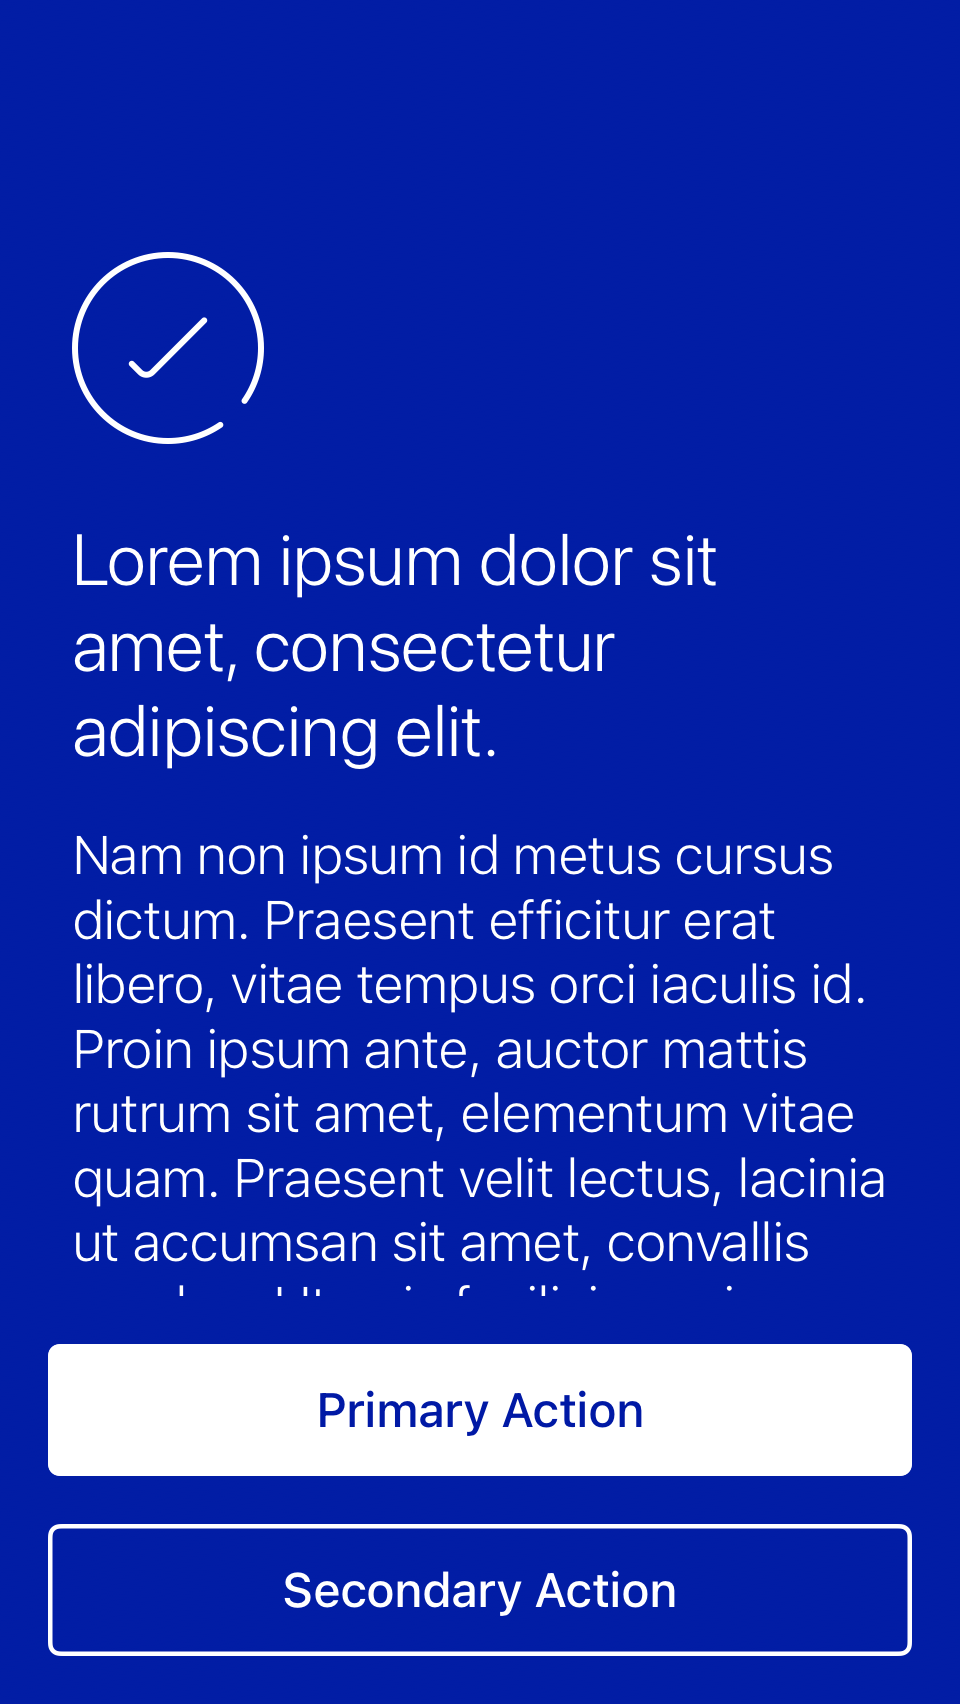 Lorem ipsum dolor sit
amet, consectetur
adipiscing elit.
Nam non ipsum id metus cursus
dictum. Praesent efficitur erat
libero, vitae tempus orci iaculis id.
Proin ipsum ante, auctor mattis
rutrum sit amet, elementum vitae
quam. Praesent velit lectus, lacinia
ut accumsan sit amet, convallis
Primary Action
Secondary Action